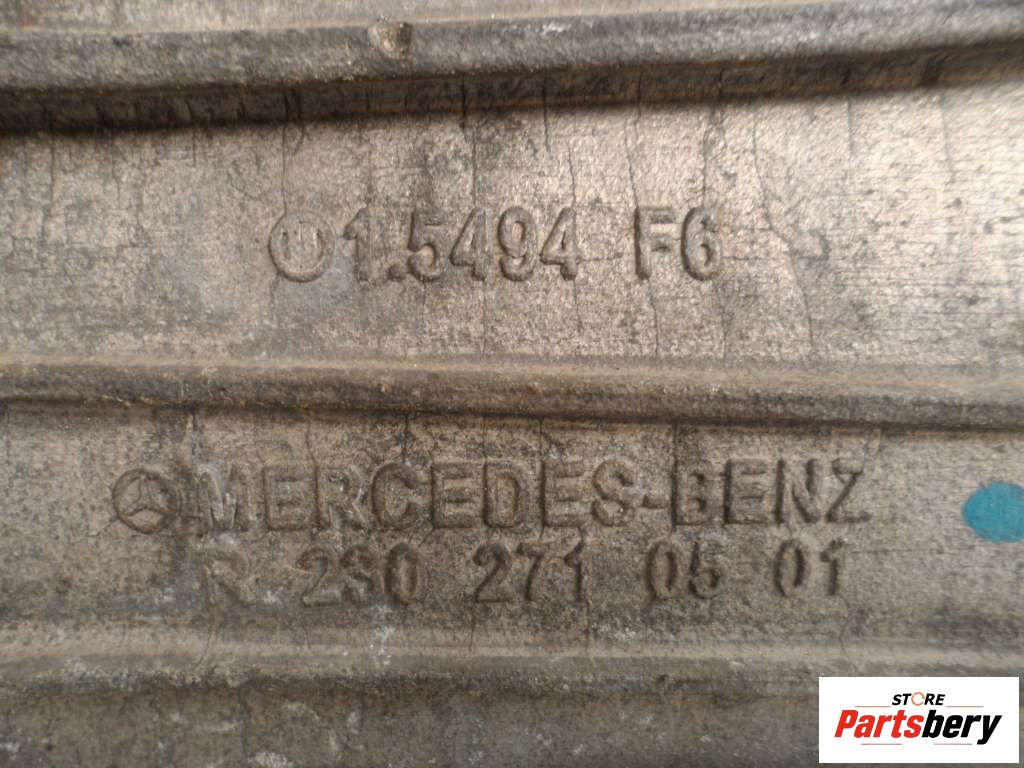 1.5494 F6
MERCEDES-BENZ
R 230 271 05 01
STORE
Partsbery